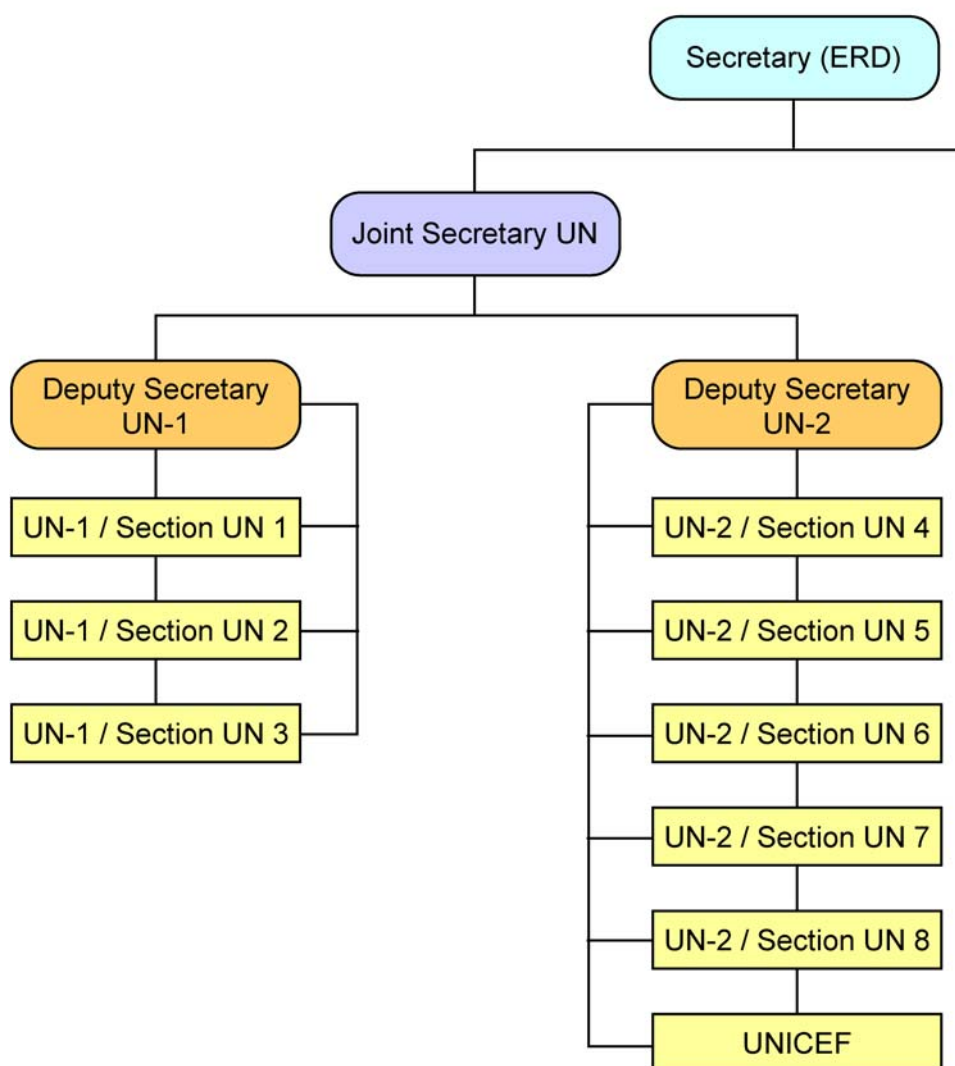 Secretary (ERD)
Joint Secretary UN
Deputy Secretary
UN-1
UN-1 / Section UN 1
UN-1 / Section UN 2
UN-1 / Section UN 3
Deputy Secretary
UN-2
UN-2 / Section UN 4
UN-2 / Section UN 5
UN-2 / Section UN 6
UN-2 / Section UN 7
UN-2 / Section UN 8
UNICEF